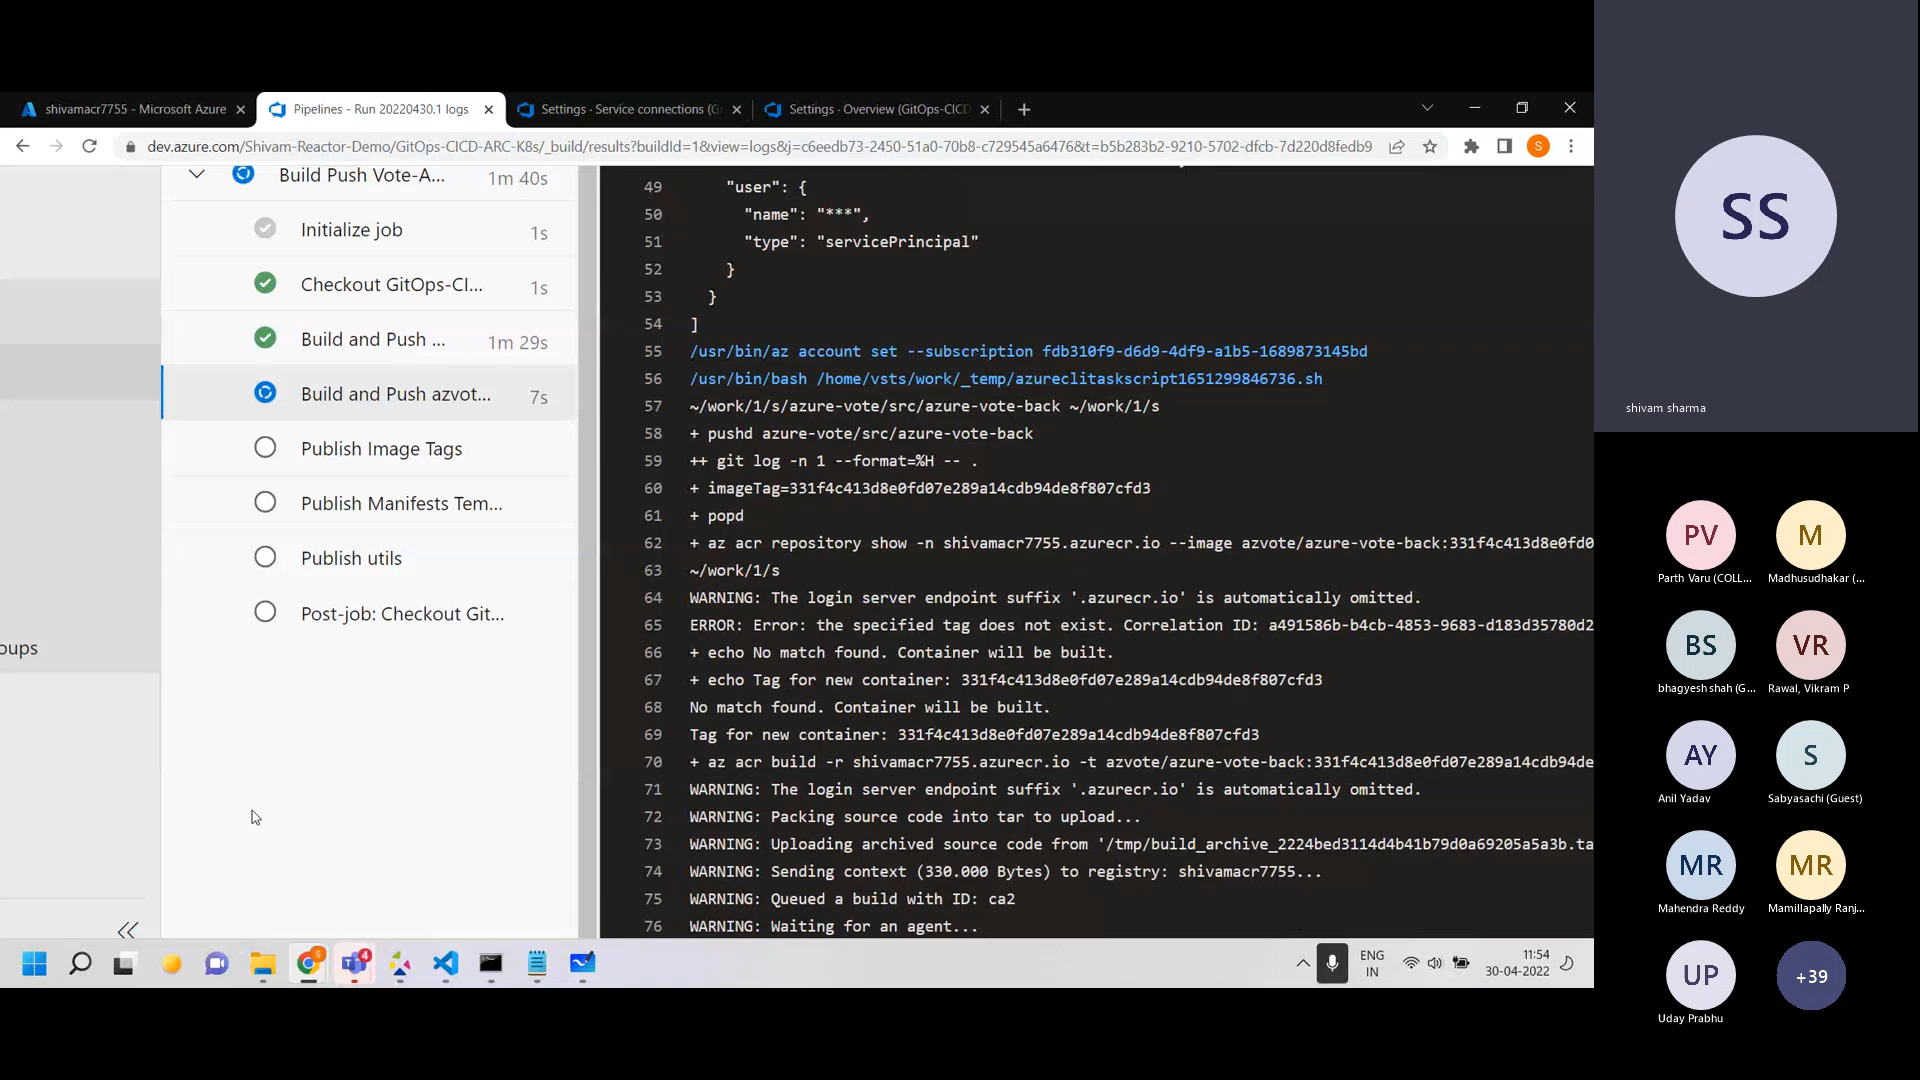 shivamacr7755 - Microsoft Azure
Pipelines - Run 20220430.1 logs
Settings · Service connections (G
Settings · Overview (GitOps-CICD
dev.azure.com/Shivam-Reactor-Demo/GitOps-CICD-ARC-K8s/_build/results?buildId=1&view=logs&j=c6eedb73-2450-51a0-70b8-c729545a6476&t=b5b283b2-9210-5702-dfcb-7d220d8fedb9
S
Build Push Vote-A... 1m 40s
Initialize job 1s
Checkout GitOps-CI... 1s
Build and Push ... 1m 29s
Build and Push azvot... 7s
Publish Image Tags
Publish Manifests Tem...
Publish utils
Post-job: Checkout Git...
oups
49 "user": {
50 "name": "***",
51 "type": "servicePrincipal"
52 }
53 }
54 ]
55 /usr/bin/az account set --subscription fdb310f9-d6d9-4df9-a1b5-1689873145bd
56 /usr/bin/bash /home/vsts/work/_temp/azureclitaskscript1651299846736.sh
57 ~/work/1/s/azure-vote/src/azure-vote-back ~/work/1/s
58 + pushd azure-vote/src/azure-vote-back
59 ++ git log -n 1 --format=%H -- .
60 + imageTag=331f4c413d8e0fd07e289a14cdb94de8f807cfd3
61 + popd
62 + az acr repository show -n shivamacr7755.azurecr.io --image azvote/azure-vote-back:331f4c413d8e0fd0
63 ~/work/1/s
64 WARNING: The login server endpoint suffix '.azurecr.io' is automatically omitted.
65 ERROR: Error: the specified tag does not exist. Correlation ID: a491586b-b4cb-4853-9683-d183d35780d2
66 + echo No match found. Container will be built.
67 + echo Tag for new container: 331f4c413d8e0fd07e289a14cdb94de8f807cfd3
68 No match found. Container will be built.
69 Tag for new container: 331f4c413d8e0fd07e289a14cdb94de8f807cfd3
70 + az acr build -r shivamacr7755.azurecr.io -t azvote/azure-vote-back:331f4c413d8e0fd07e289a14cdb94de
71 WARNING: The login server endpoint suffix '.azurecr.io' is automatically omitted.
72 WARNING: Packing source code into tar to upload...
73 WARNING: Uploading archived source code from '/tmp/build_archive_2224bed3114d4b41b79d0a69205a5a3b.ta
74 WARNING: Sending context (330.000 Bytes) to registry: shivamacr7755...
75 WARNING: Queued a build with ID: ca2
76 WARNING: Waiting for an agent...
S
4
ENG
IN
11:54
30-04-2022
SS
shivam sharma
PV M
Parth Varu (COLL... Madhusudhakar (...
BS VR
bhagyesh shah (G... Rawal, Vikram P
AY S
Anil Yadav Sabyasachi (Guest)
MR MR
Mahendra Reddy Mamillapally Ranj...
UP +39
Uday Prabhu